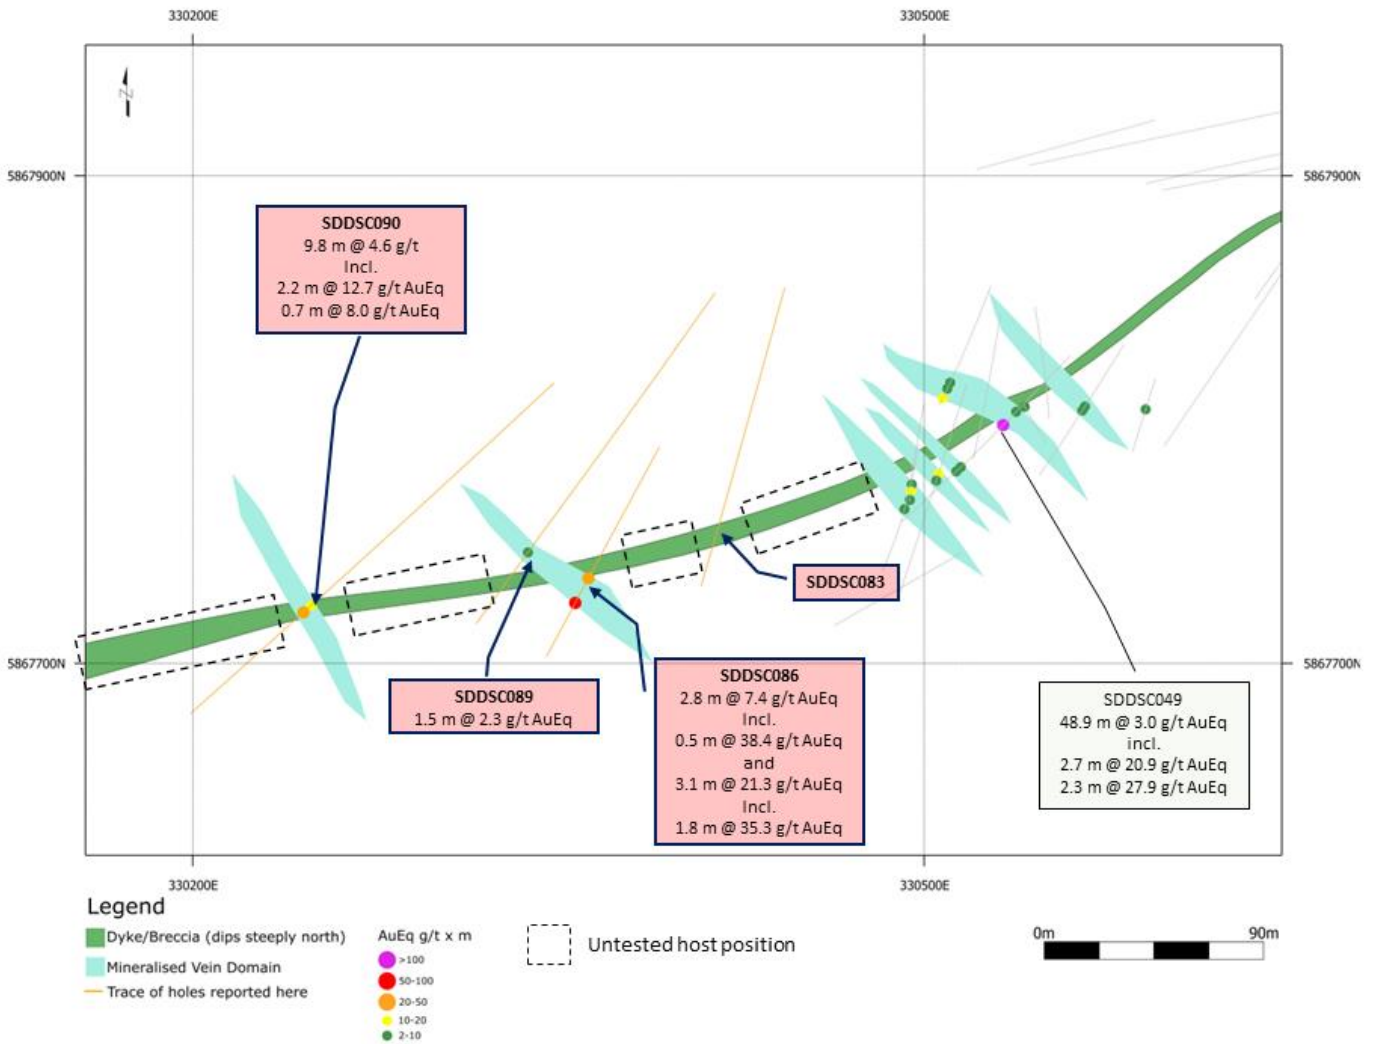 330200E
330500E
N
5867900N
5867900N
SDDSC090
9.8 m @ 4.6 g/t
Incl.
2.2 m @ 12.7 g/t AuEq
0.7 m @ 8.0 g/t AuEq
SDDSC083
5867700N
5867700N
SDDSC089
1.5 m @ 2.3 g/t AuEq
SDDSC086
2.8 m @ 7.4 g/t AuEq
Incl.
0.5 m @ 38.4 g/t AuEq
and
3.1 m @ 21.3 g/t AuEq
Incl.
1.8 m @ 35.3 g/t AuEq
SDDSC049
48.9 m @ 3.0 g/t AuEq
incl.
2.7 m @ 20.9 g/t AuEq
2.3 m @ 27.9 g/t AuEq
330200E
330500E
Legend
Dyke/Breccia (dips steeply north)
Mineralised Vein Domain
Trace of holes reported here
AuEq g/t x m
>100
50-100
20-50
10-20
2-10
Untested host position
0m
90m